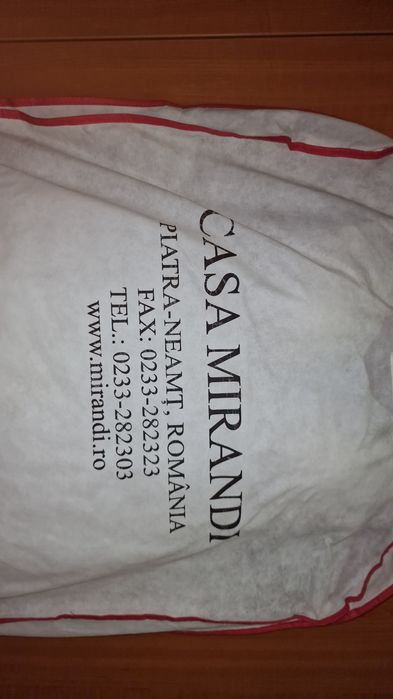 CASA MIRANDI
PIATRA-NEAMȚ, ROMÂNIA
FAX: 0233-282323
TEL.: 0233-282303
www.mirandi.ro